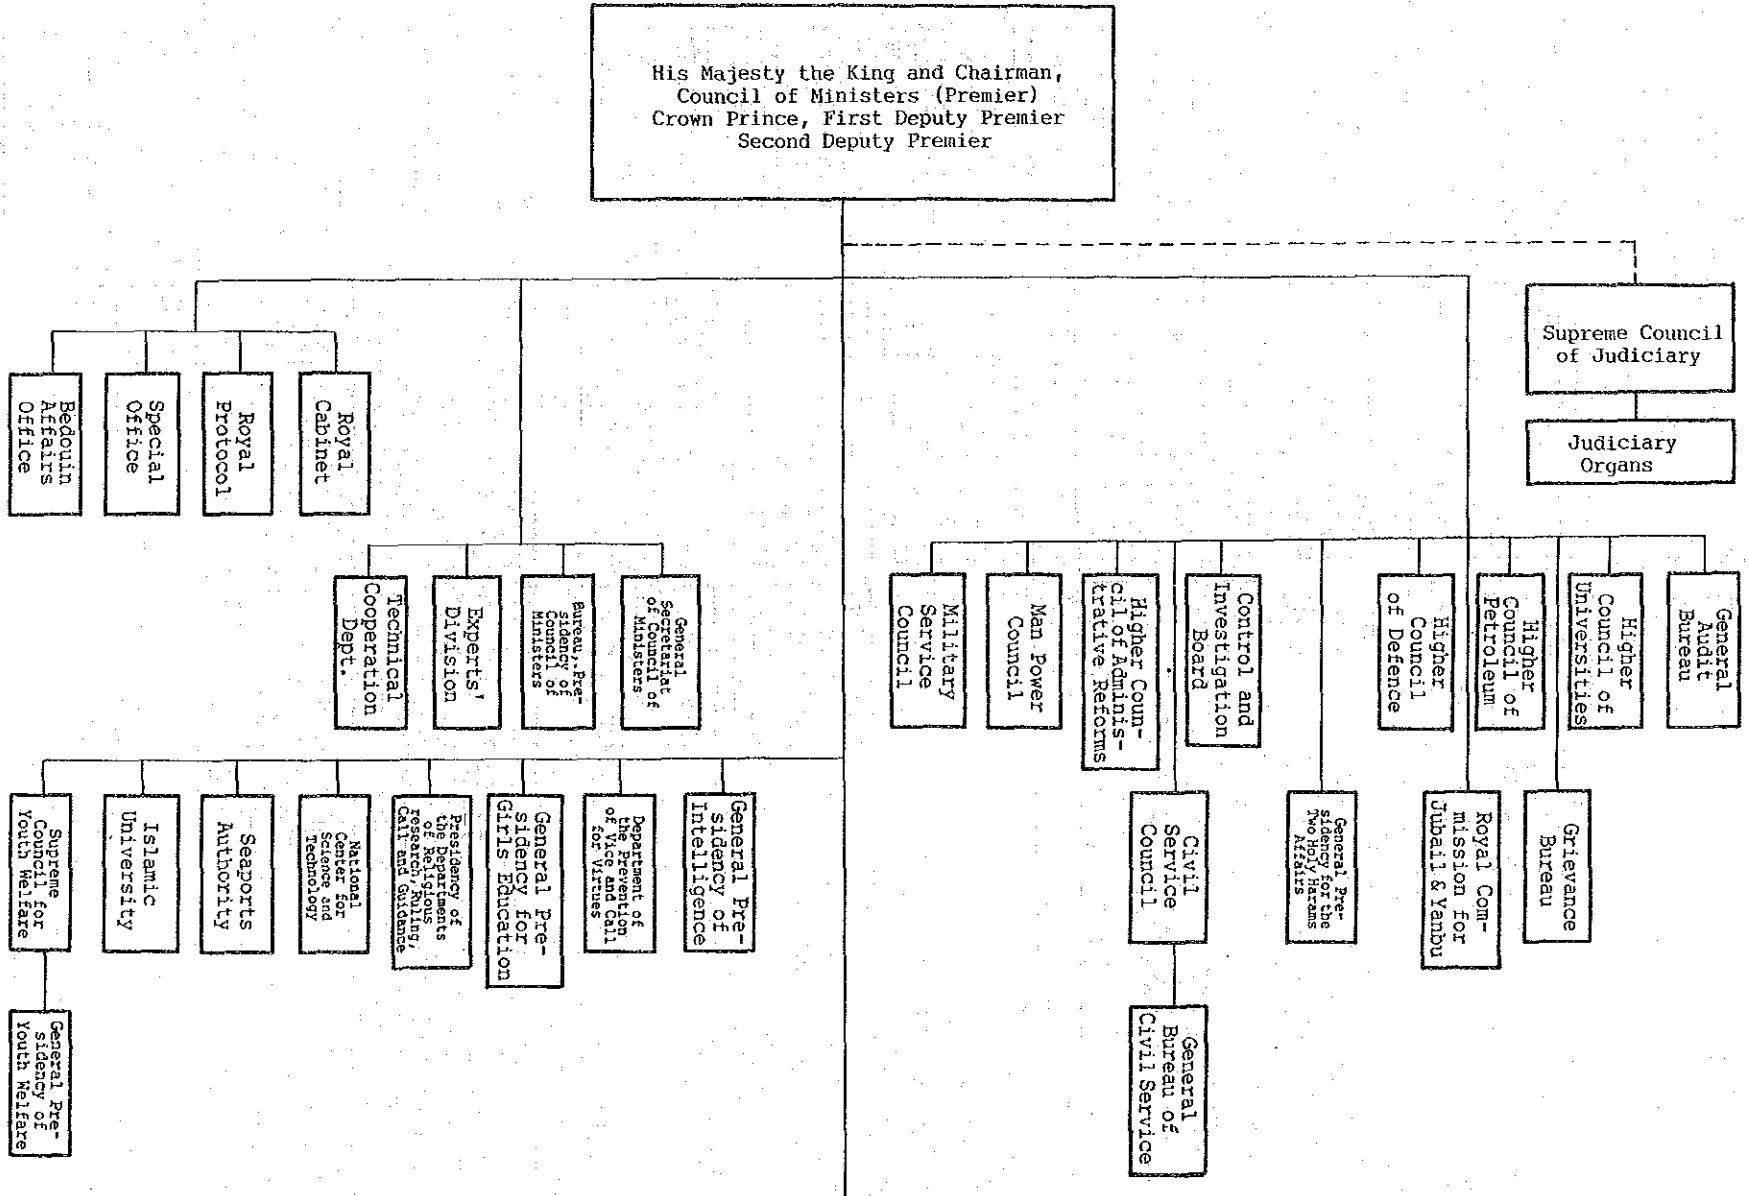 His Majesty the King and Chairman,
Council of Ministers (Premier)
Crown Prince, First Deputy Premier
Second Deputy Premier
Supreme Council
of Judiciary
Judiciary
Organs
Bedouin
Affairs
Office
Special
Office
Royal
Protocol
Royal
Cabinet
Technical
Cooperation
Dept.
Experts'
Division
Bureau, Pre-
sidency of
Council of
Ministers
General
Secretariat
of Council of
Ministers
Military
Service
Council
Man Power
Council
Higher Coun-
cil of Adminis-
trative Reforms
Control and
Investigation
Board
Higher
Council
of Defence
Higher
Council of
Petroleum
Higher
Council of
Universities
General
Audit
Bureau
Civil
Service
Council
General Pre-
sidency for the
Two Holy Harams
Affairs
Royal Com-
mission for
Jubail & Yanbu
Grievance
Bureau
General
Bureau of
Civil Service
Supreme
Council for
Youth Welfare
Islamic
University
Seaports
Authority
National
Center for
Science and
Technology
Presidency of
the Departments
of Religious
research, Ruling,
Call and Guidance
General Pre-
sidency for
Girls Education
Department of
the Prevention
of Vice and Call
for Virtues
General Pre-
sidency of
Intelligence
General Pre-
sidency of
Youth Welfare